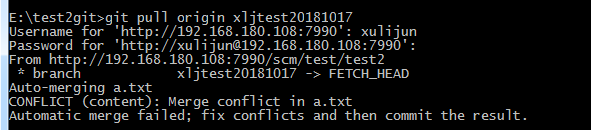 E:\test2git>git pull origin xljtest20181017
Username for 'http://192.168.180.108:7990': xulijun
Password for 'http://xulijun@192.168.180.108:7990':
From http://192.168.180.108:7990/scm/test/test2
 * branch            xljtest20181017 -> FETCH_HEAD
Auto-merging a.txt
CONFLICT (content): Merge conflict in a.txt
Automatic merge failed; fix conflicts and then commit the result.